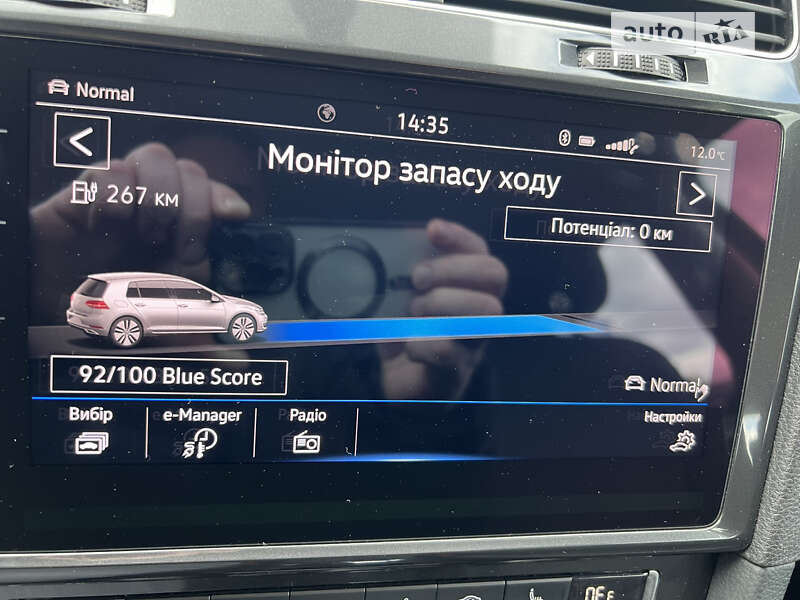 auto RIA
Normal
14:35
12.0°C
Монітор запасу ходу
267 км
Потенціал: 0 км
92/100 Blue Score
Normal
Вибір e-Manager Радіо Настройки